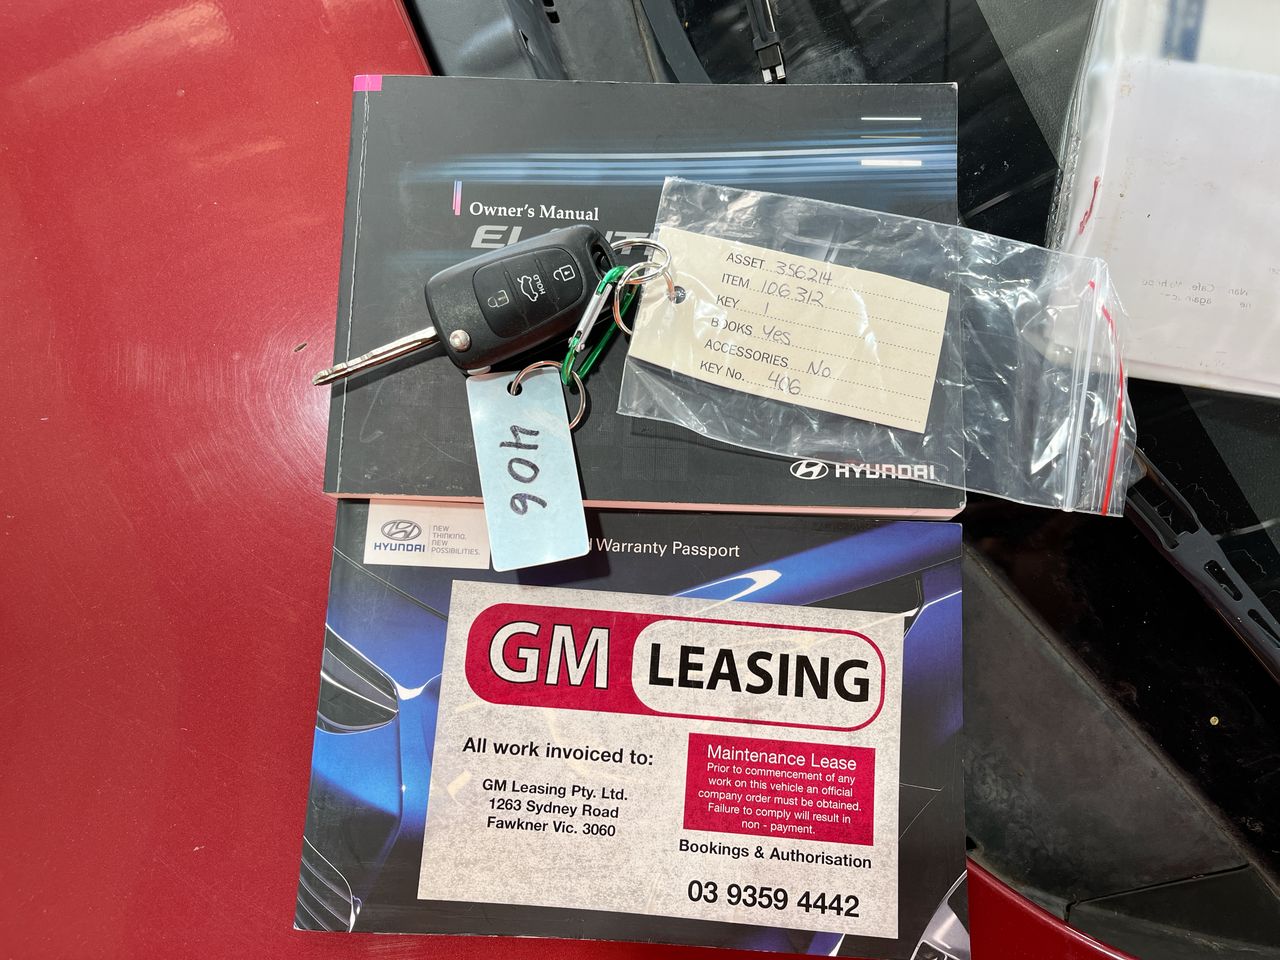 Owner's Manual
ASSET 356214
ITEM 106312
KEY 1
BOOKS Yes
ACCESSORIES No
KEY No. 406
HOLD
406
HYUNDAI
HYUNDAI
NEW
THINKING.
NEW
POSSIBILITIES.
Warranty Passport
GM LEASING
All work invoiced to:
GM Leasing Pty. Ltd.
1263 Sydney Road
Fawkner Vic. 3060
Maintenance Lease
Prior to commencement of any
work on this vehicle an official
company order must be obtained.
Failure to comply will result in
non - payment.
Bookings & Authorisation
03 9359 4442